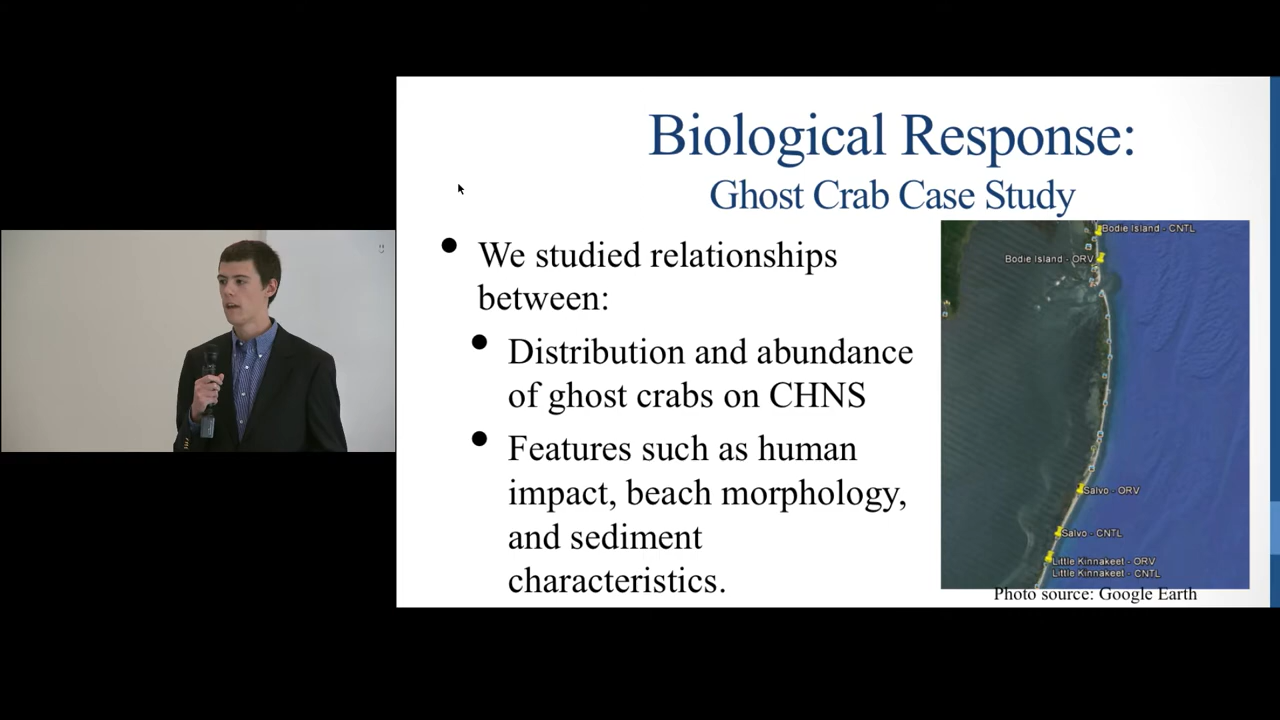 Biological Response:
Ghost Crab Case Study
• We studied relationships
between:
• Distribution and abundance
of ghost crabs on CHNS
• Features such as human
impact, beach morphology,
and sediment
characteristics.
Bodie Island - CNTL
Bodie Island - ORV
Salvo - ORV
Salvo - CNTL
Little Kinnakeet - ORV
Little Kinnakeet - CNTL
Photo source: Google Earth